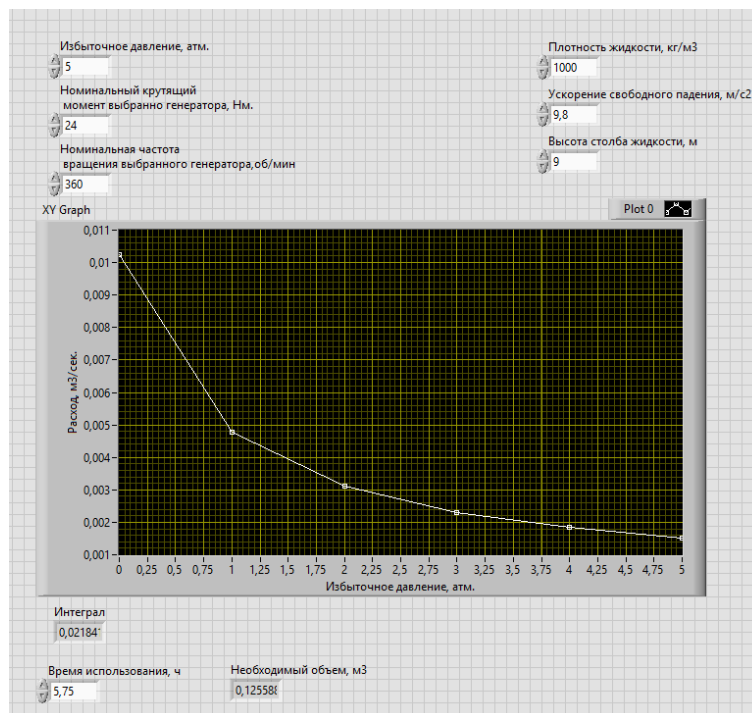 Избыточное давление, атм.
5
Номинальный крутящий
момент выбранно генератора, Нм.
24
Номинальная частота
вращения выбранного генератора,об/мин
360
Плотность жидкости, кг/м3
1000
Ускорение свободного падения, м/с2
9,8
Высота столба жидкости, м
9
XY Graph
Plot 0
Расход, м3/сек.
0,011
0,01
0,009
0,008
0,007
0,006
0,005
0,004
0,003
0,002
0,001
0 0,25 0,5 0,75 1 1,25 1,5 1,75 2 2,25 2,5 2,75 3 3,25 3,5 3,75 4 4,25 4,5 4,75 5
Избыточное давление, атм.
Интеграл
0,02184
Время использования, ч
5,75
Необходимый объем, м3
0,12558